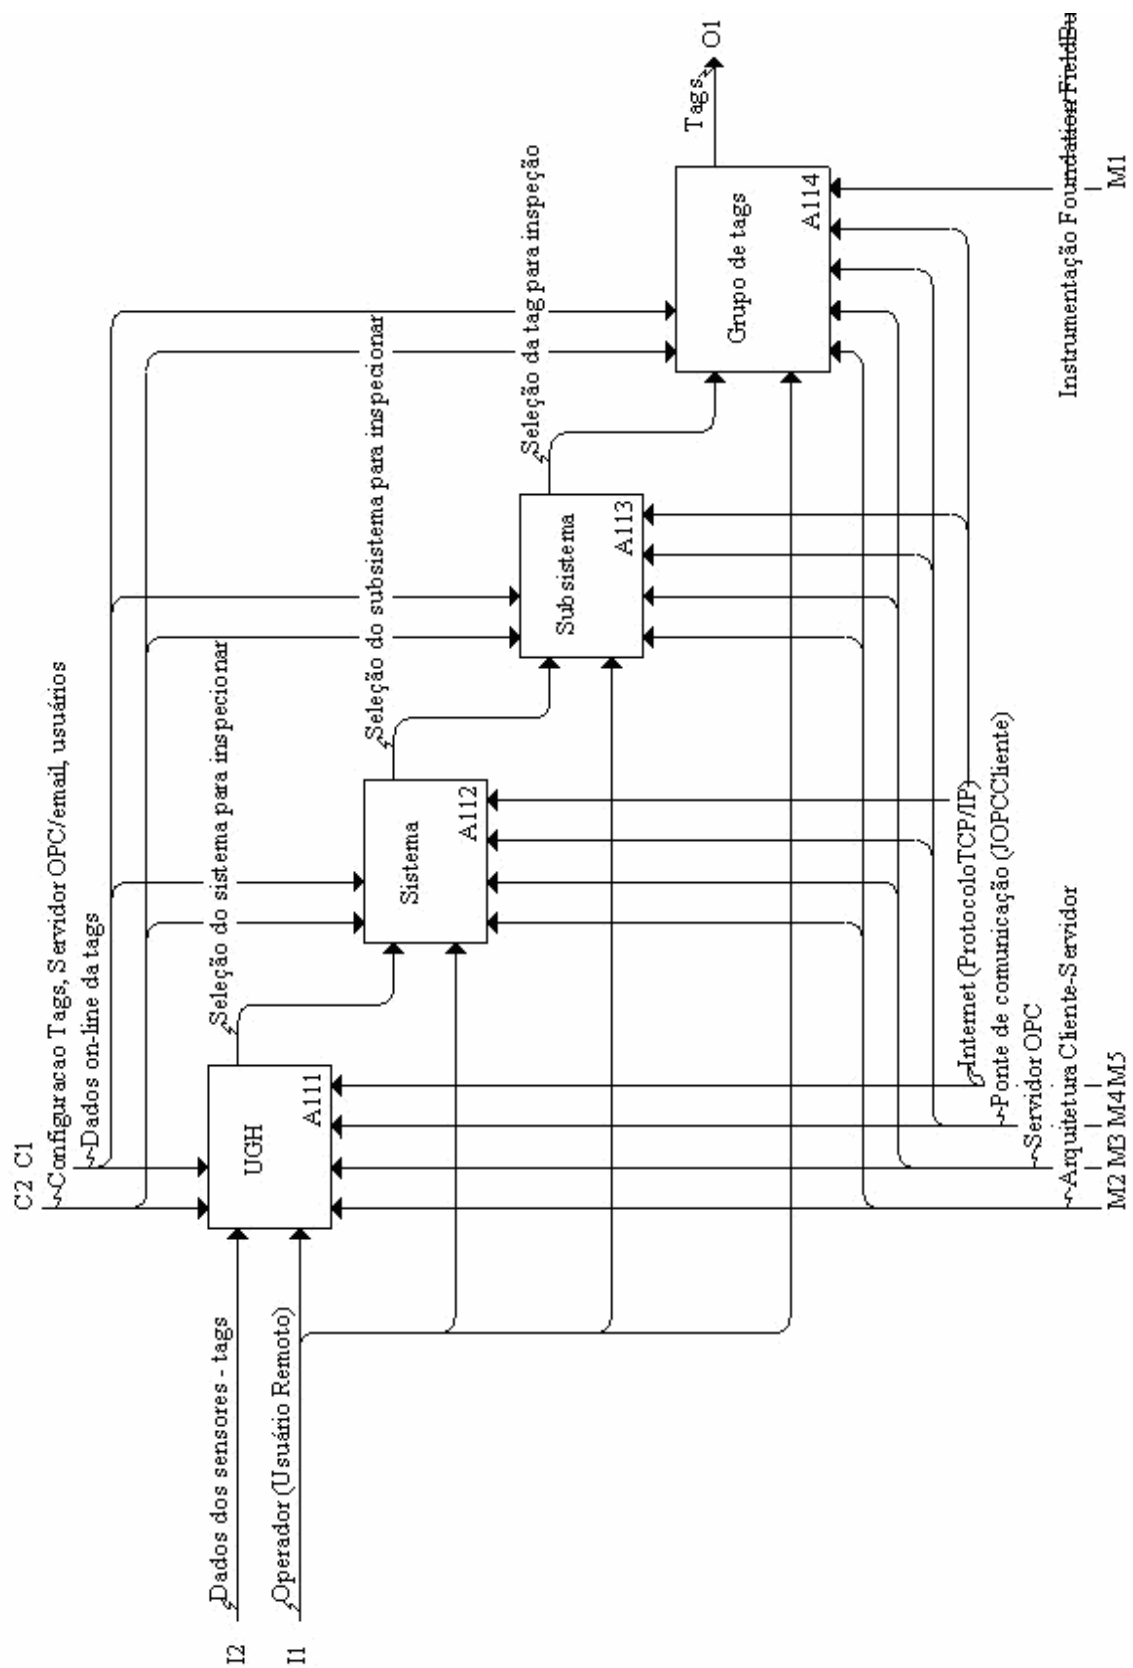 C2 C1
Configuracao Tags, Servidor OPC/email, usuários
Dados on-line da tags
I2
Dados dos sensores - tags
I1
Operador (Usuário Remoto)
UGH
A111
Seleção do sistema para inspecionar
Sistema
A112
Seleção do subsistema para inspecionar
Subsistema
A113
Seleção da tag para inspeção
Grupo de tags
A114
Tags
O1
Internet (Protocolo TCP/IP)
Ponte de comunicação (JOPCCliente)
Servidor OPC
Arquitetura Cliente-Servidor
Instrumentação Foundation/FieldBu
M2 M3 M4 M5
M1